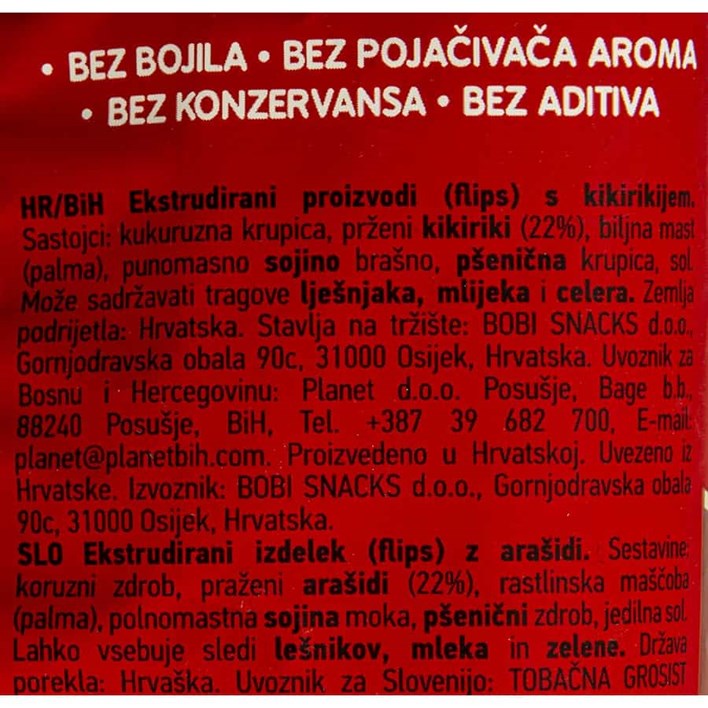 • BEZ BOJILA • BEZ POJAČIVAČA AROMA
• BEZ KONZERVANSA • BEZ ADITIVA
HR/BiH Ekstrudirani proizvodi (flips) s kikirikijem.
Sastojci: kukuruzna krupica, prženi kikiriki (22%), biljna mast
(palma), punomasno sojino brašno, pšenična krupica, sol.
Može sadržavati tragove lješnjaka, mlijeka i celera. Zemlja
podrijetla: Hrvatska. Stavlja na tržište: BOBI SNACKS d.o.o.,
Gornjodravska obala 90c, 31000 Osijek, Hrvatska. Uvoznik za
Bosnu i Hercegovinu: Planet d.o.o. Posušje, Bage b.b.,
88240 Posušje, BiH, Tel. +387 39 682 700, E-mail:
planet@planetbih.com. Proizvedeno u Hrvatskoj. Uvezeno iz
Hrvatske. Izvoznik: BOBI SNACKS d.o.o., Gornjodravska obala
90c, 31000 Osijek, Hrvatska.
SLO Ekstrudirani izdelek (flips) z arašidi. Sestavine:
koruzni zdrob, praženi arašidi (22%), rastlinska maščoba
(palma), polnomastna sojina moka, pšenični zdrob, jedilna sol.
Lahko vsebuje sledi lešnikov, mleka in zelene. Država
porekla: Hrvaška. Uvoznik za Slovenijo: TOBAČNA GROSIST